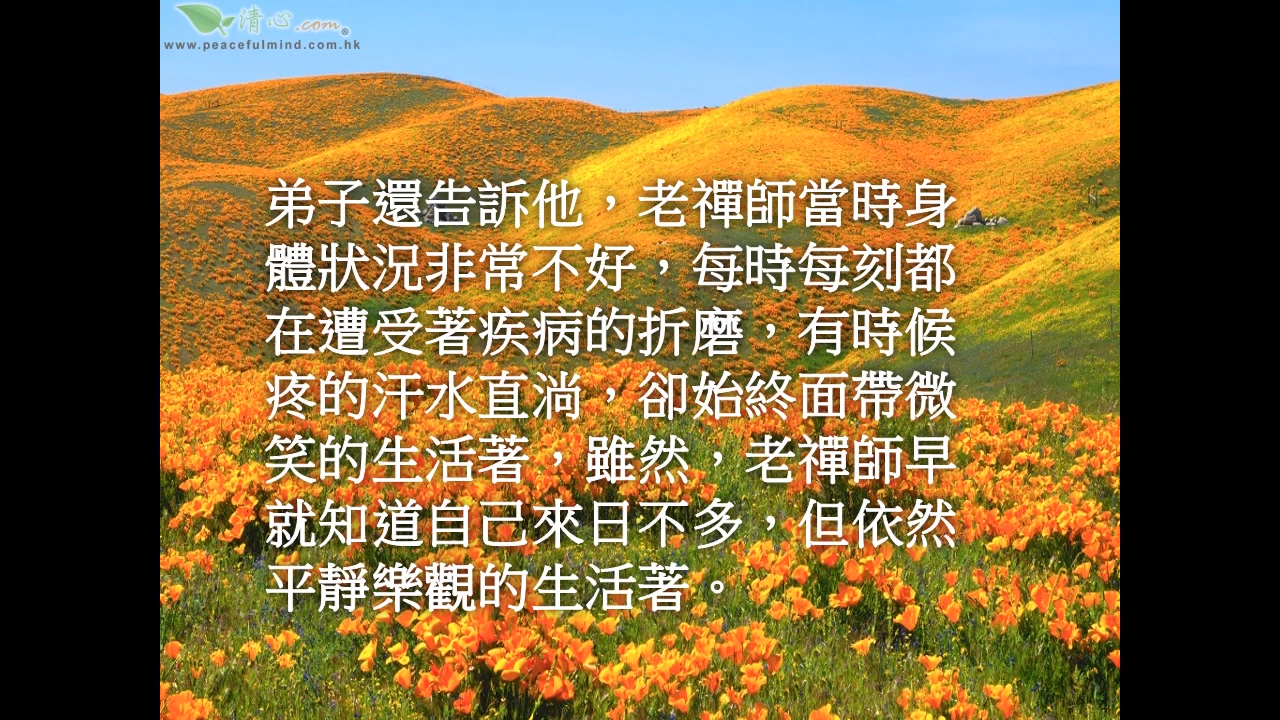 清心.com®
www.peacefulmind.com.hk
弟子還告訴他，老禪師當時身
體狀況非常不好，每時每刻都
在遭受著疾病的折磨，有時候
疼的汗水直淌，卻始終面帶微
笑的生活著，雖然，老禪師早
就知道自己來日不多，但依然
平靜樂觀的生活著。